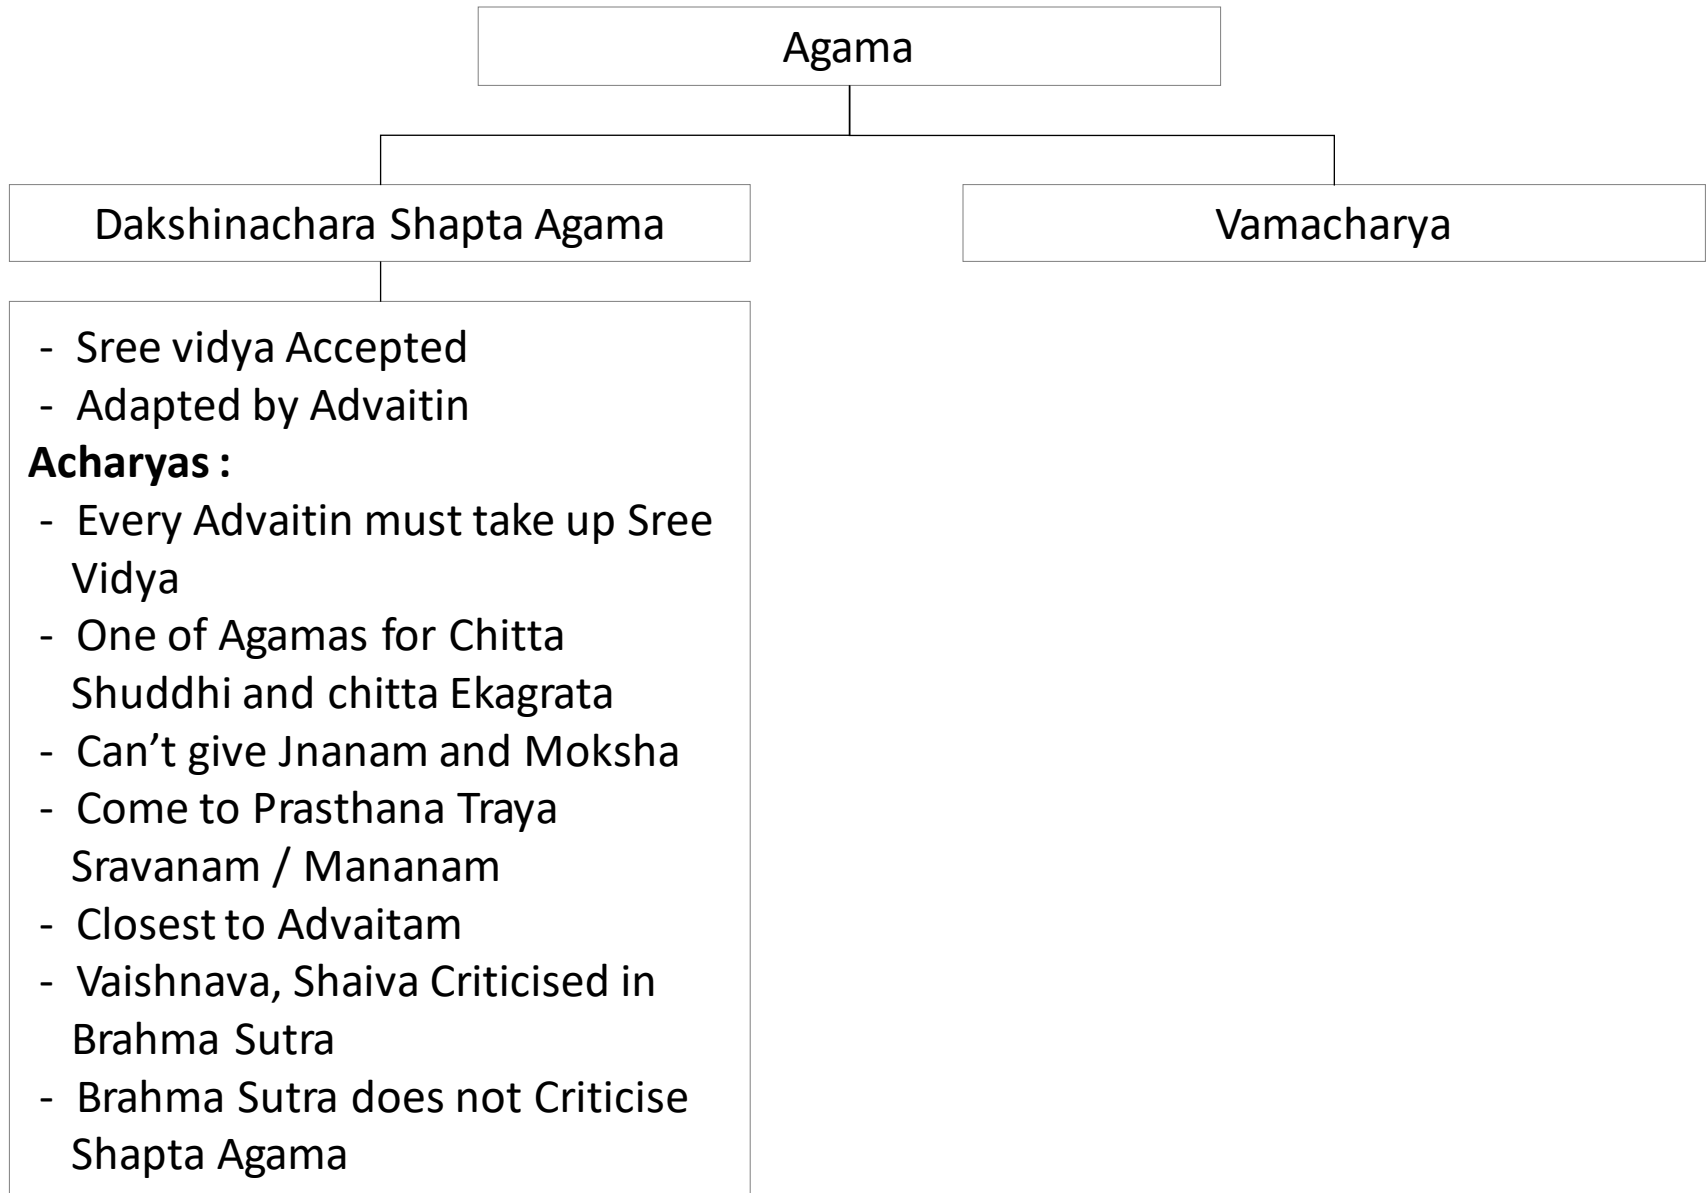 Agama
Dakshinachara Shapta Agama
Vamacharya
- Sree vidya Accepted
- Adapted by Advaitin
Acharyas :
- Every Advaitin must take up Sree
Vidya
- One of Agamas for Chitta
Shuddhi and chitta Ekagrata
- Can’t give Jnanam and Moksha
- Come to Prasthana Traya
Sravanam / Mananam
- Closest to Advaitam
- Vaishnava, Shaiva Criticised in
Brahma Sutra
- Brahma Sutra does not Criticise
Shapta Agama